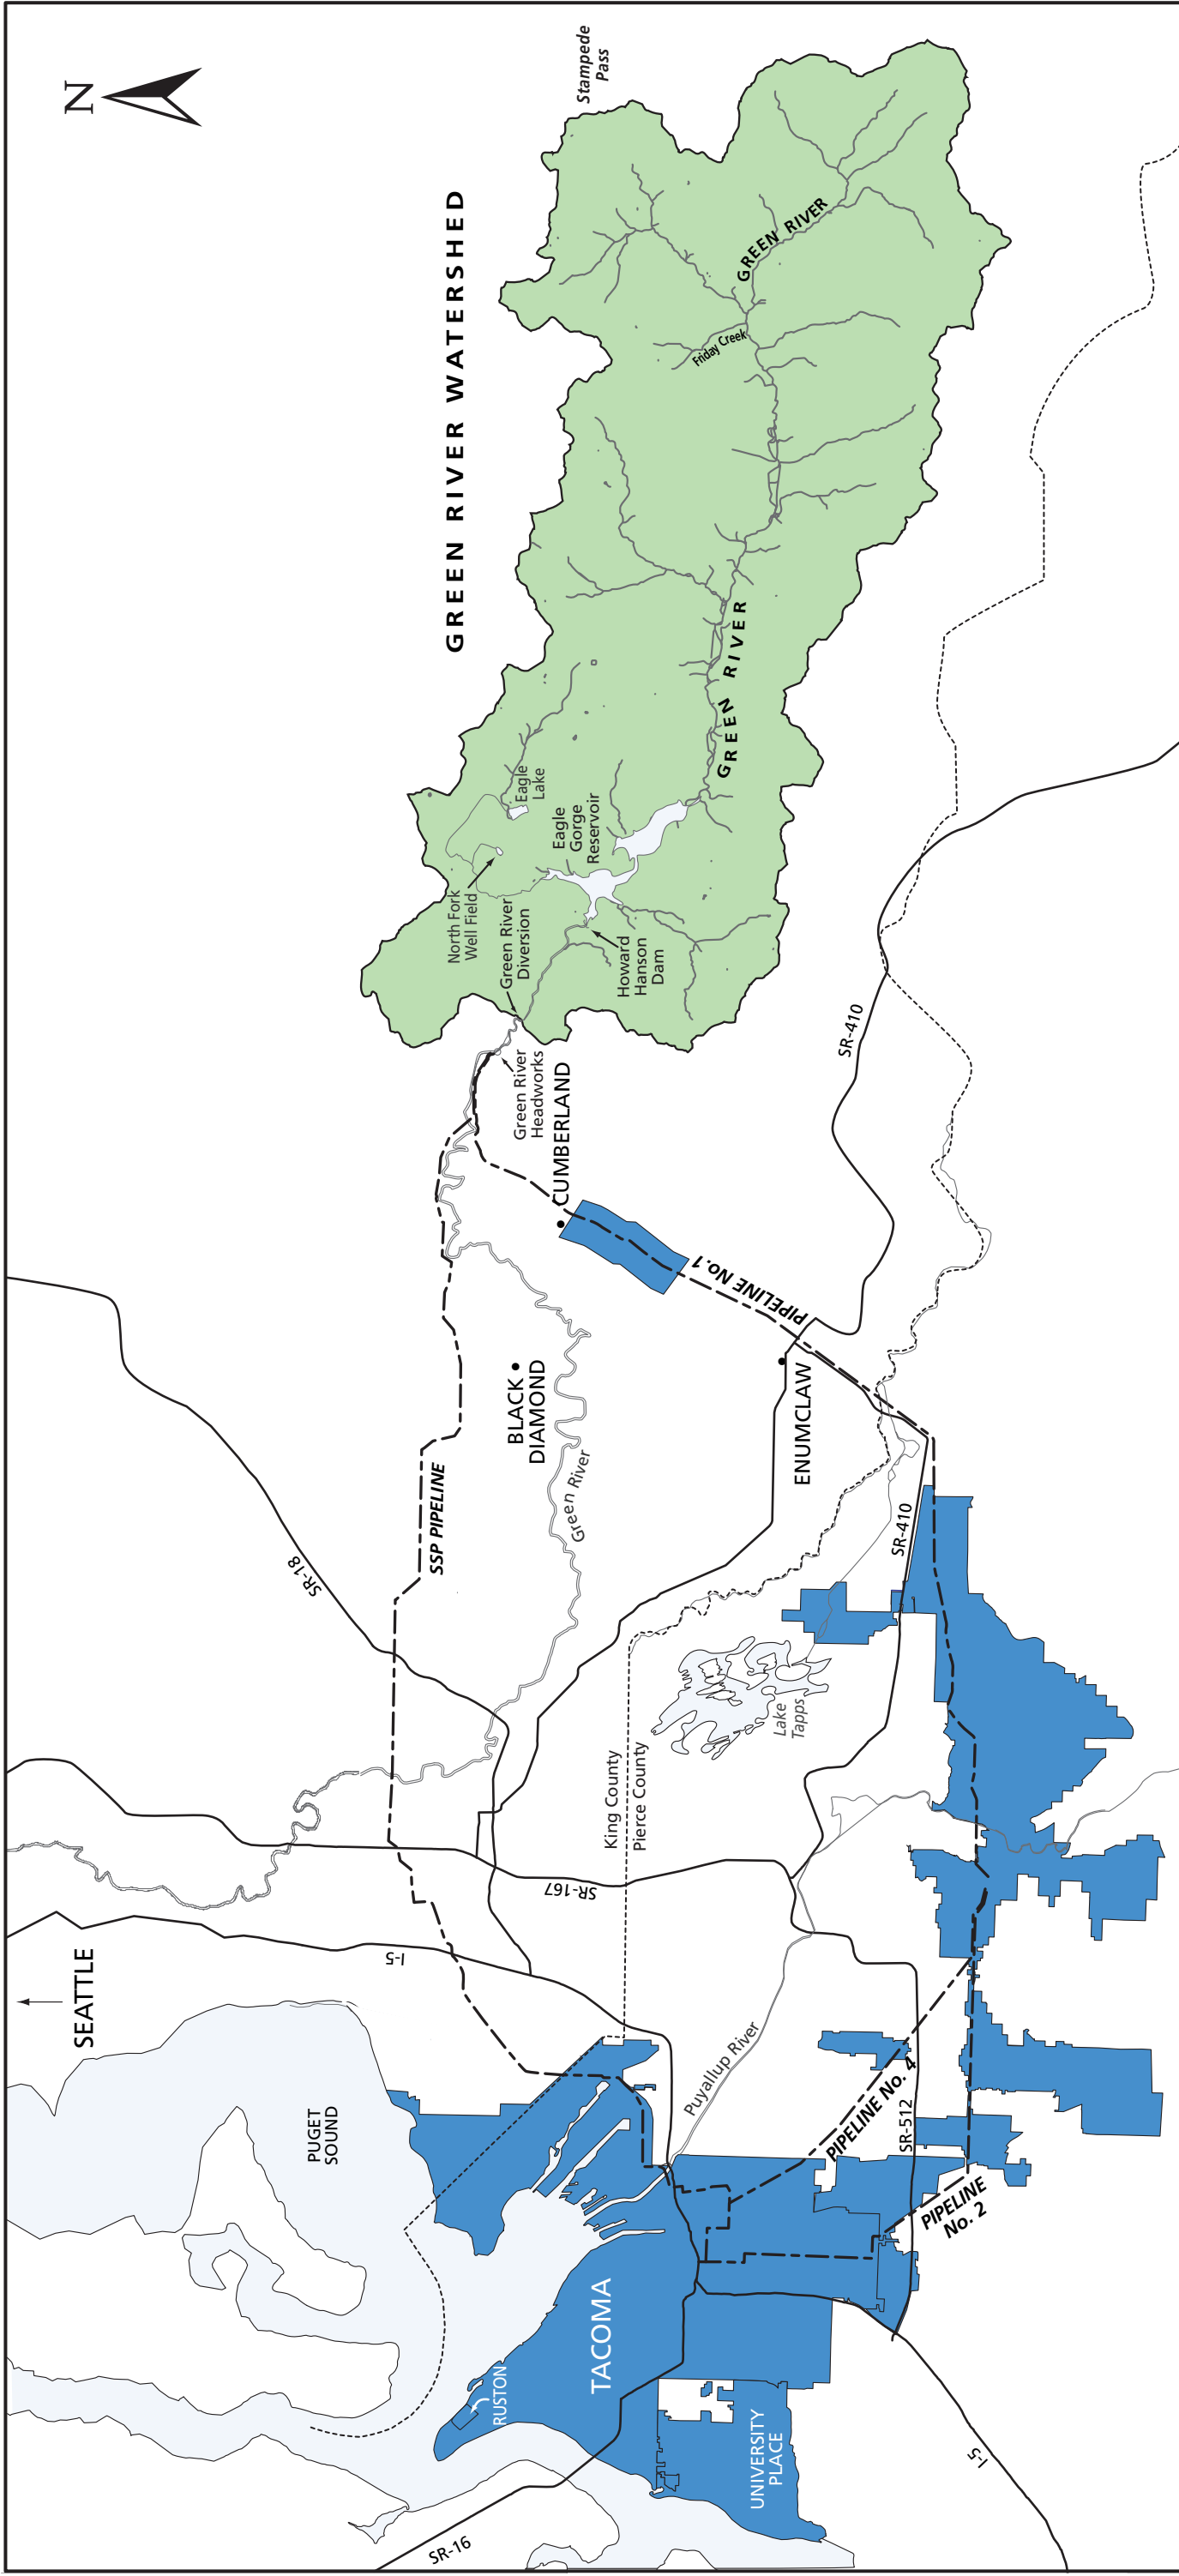 N
Stampede
Pass
GREEN RIVER WATERSHED
GREEN RIVER
Friday Creek
GREEN RIVER
Eagle
Lake
Eagle
Gorge
Reservoir
North Fork
Well Field
Green River
Diversion
Howard
Hanson
Dam
Green River
Headworks
CUMBERLAND
SR-410
PIPELINE No.1
BLACK
DIAMOND
ENUMCLAW
Green River
SSP PIPELINE
SR-18
SR-410
Lake
Tapps
King County
Pierce County
SR-167
I-5
SEATTLE
PUGET
SOUND
Puyallup River
PIPELINE No. 4
SR-512
PIPELINE
No. 2
TACOMA
RUSTON
UNIVERSITY
PLACE
I-5
SR-16